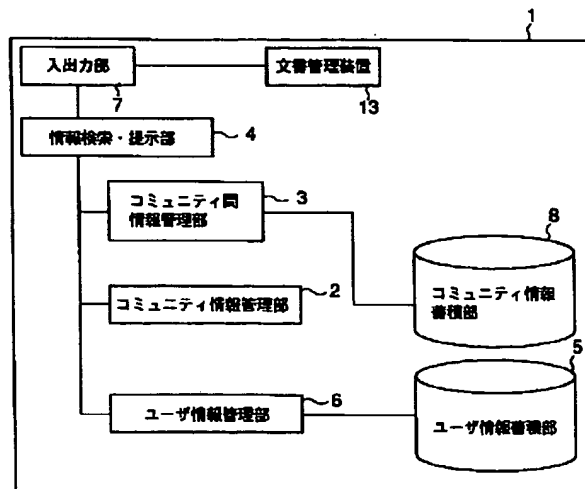 1
入出力部
文書管理装置
7
13
情報検索・提示部
4
コミュニティ間
情報管理部
3
8
コミュニティ情報
蓄積部
コミュニティ情報管理部
2
5
ユーザ情報管理部
6
ユーザ情報蓄積部